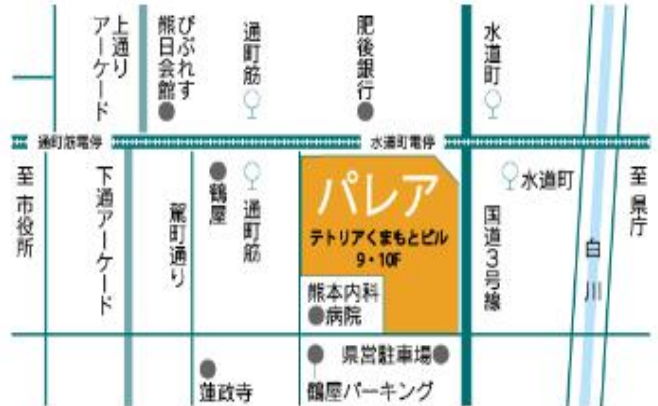 上通り
アーケード
びぷれす
熊日会館
通町筋
肥後銀行
水道町
通町筋電停
水道町電停
至 市役所
下通アーケード
駕町通り
鶴屋
通町筋
パレア
テトリアくまもとビル
9・10F
熊本内科
病院
水道町
国道3号線
白川
至 県庁
蓮政寺
県営駐車場
鶴屋パーキング